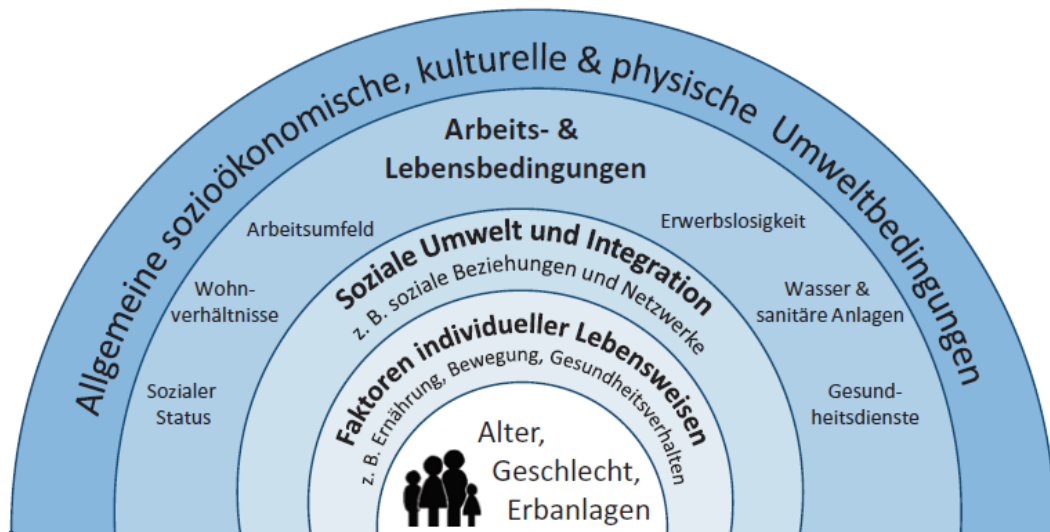 Allgemeine sozioökonomische, kulturelle & physische Umweltbedingungen
Arbeits- &
Lebensbedingungen
Arbeitsumfeld
Erwerbslosigkeit
Wohn-
verhältnisse
Wasser &
sanitäre Anlagen
Sozialer
Status
Gesund-
heitsdienste
Soziale Umwelt und Integration
z. B. soziale Beziehungen und Netzwerke
Faktoren individueller Lebensweisen
z. B. Ernährung, Bewegung, Gesundheitsverhalten
Alter,
Geschlecht,
Erbanlagen